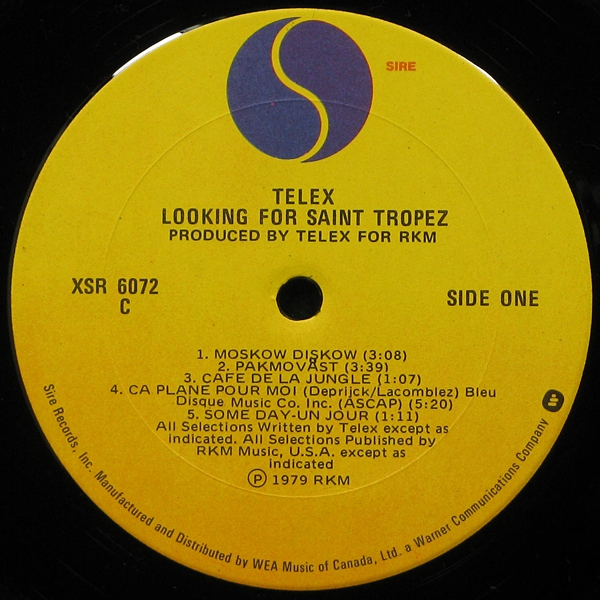 SIRE
TELEX
LOOKING FOR SAINT TROPEZ
PRODUCED BY TELEX FOR RKM
XSR 6072
C
SIDE ONE
1. MOSKOW DISKOW (3:08)
2. PAKMOVAST (3:39)
3. CAFE DE LA JUNGLE (1:07)
4. CA PLANE POUR MOI (Deprijck/Lacomblez) Bleu
Disque Music Co. Inc. (ASCAP) (5:20)
5. SOME DAY-UN JOUR (1:11)
All Selections Written by Telex except as
indicated. All Selections Published by
RKM Music, U.S.A. except as
indicated
Ⓟ 1979 RKM
Sire Records, Inc. Manufactured and Distributed by WEA Music of Canada, Ltd. a Warner Communications Company